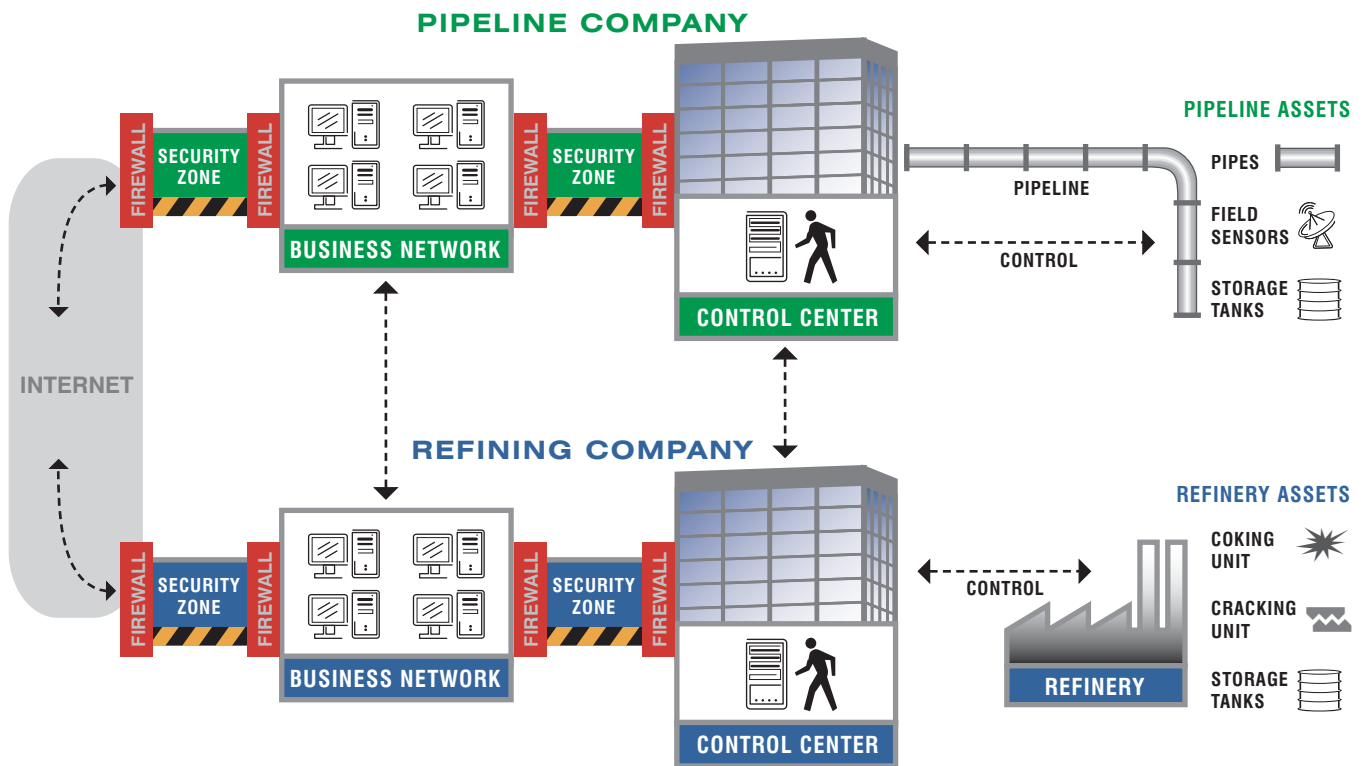 PIPELINE COMPANY
FIREWALL
SECURITY
ZONE
FIREWALL
BUSINESS NETWORK
FIREWALL
SECURITY
ZONE
FIREWALL
CONTROL CENTER
PIPELINE
CONTROL
PIPELINE ASSETS
PIPES
FIELD
SENSORS
STORAGE
TANKS
INTERNET
REFINING COMPANY
FIREWALL
SECURITY
ZONE
FIREWALL
BUSINESS NETWORK
FIREWALL
SECURITY
ZONE
FIREWALL
CONTROL CENTER
CONTROL
REFINERY
REFINERY ASSETS
COKING
UNIT
CRACKING
UNIT
STORAGE
TANKS